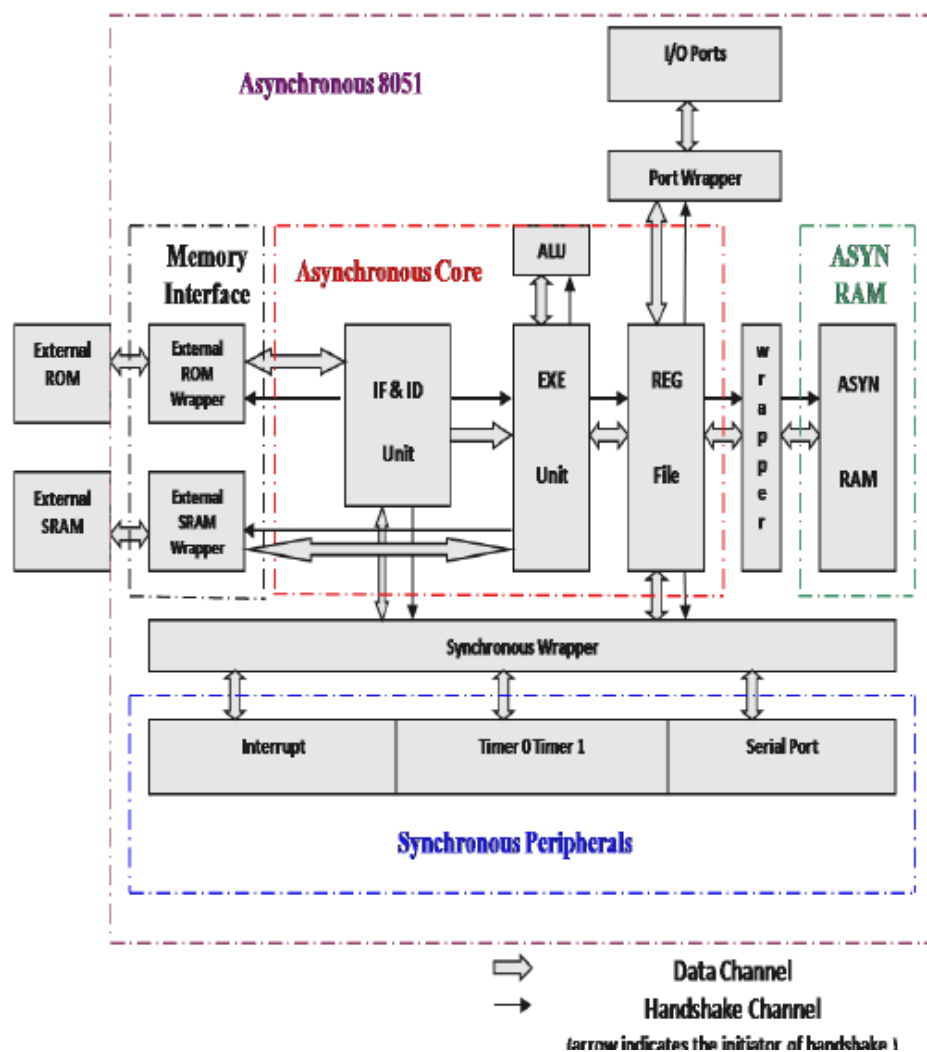 I/O Ports
Asynchronous 8051
Port Wrapper
Memory
Interface
Asynchronous Core
ALU
ASYN
RAM
External
ROM
External
ROM
Wrapper
IF & ID
Unit
EXE
Unit
REG
File
w
r
a
p
p
e
r
ASYN
RAM
External
SRAM
External
SRAM
Wrapper
Synchronous Wrapper
Interrupt
Timer 0 Timer 1
Serial Port
Synchronous Peripherals
Data Channel
Handshake Channel
(arrow indicates the initiator of handshake )